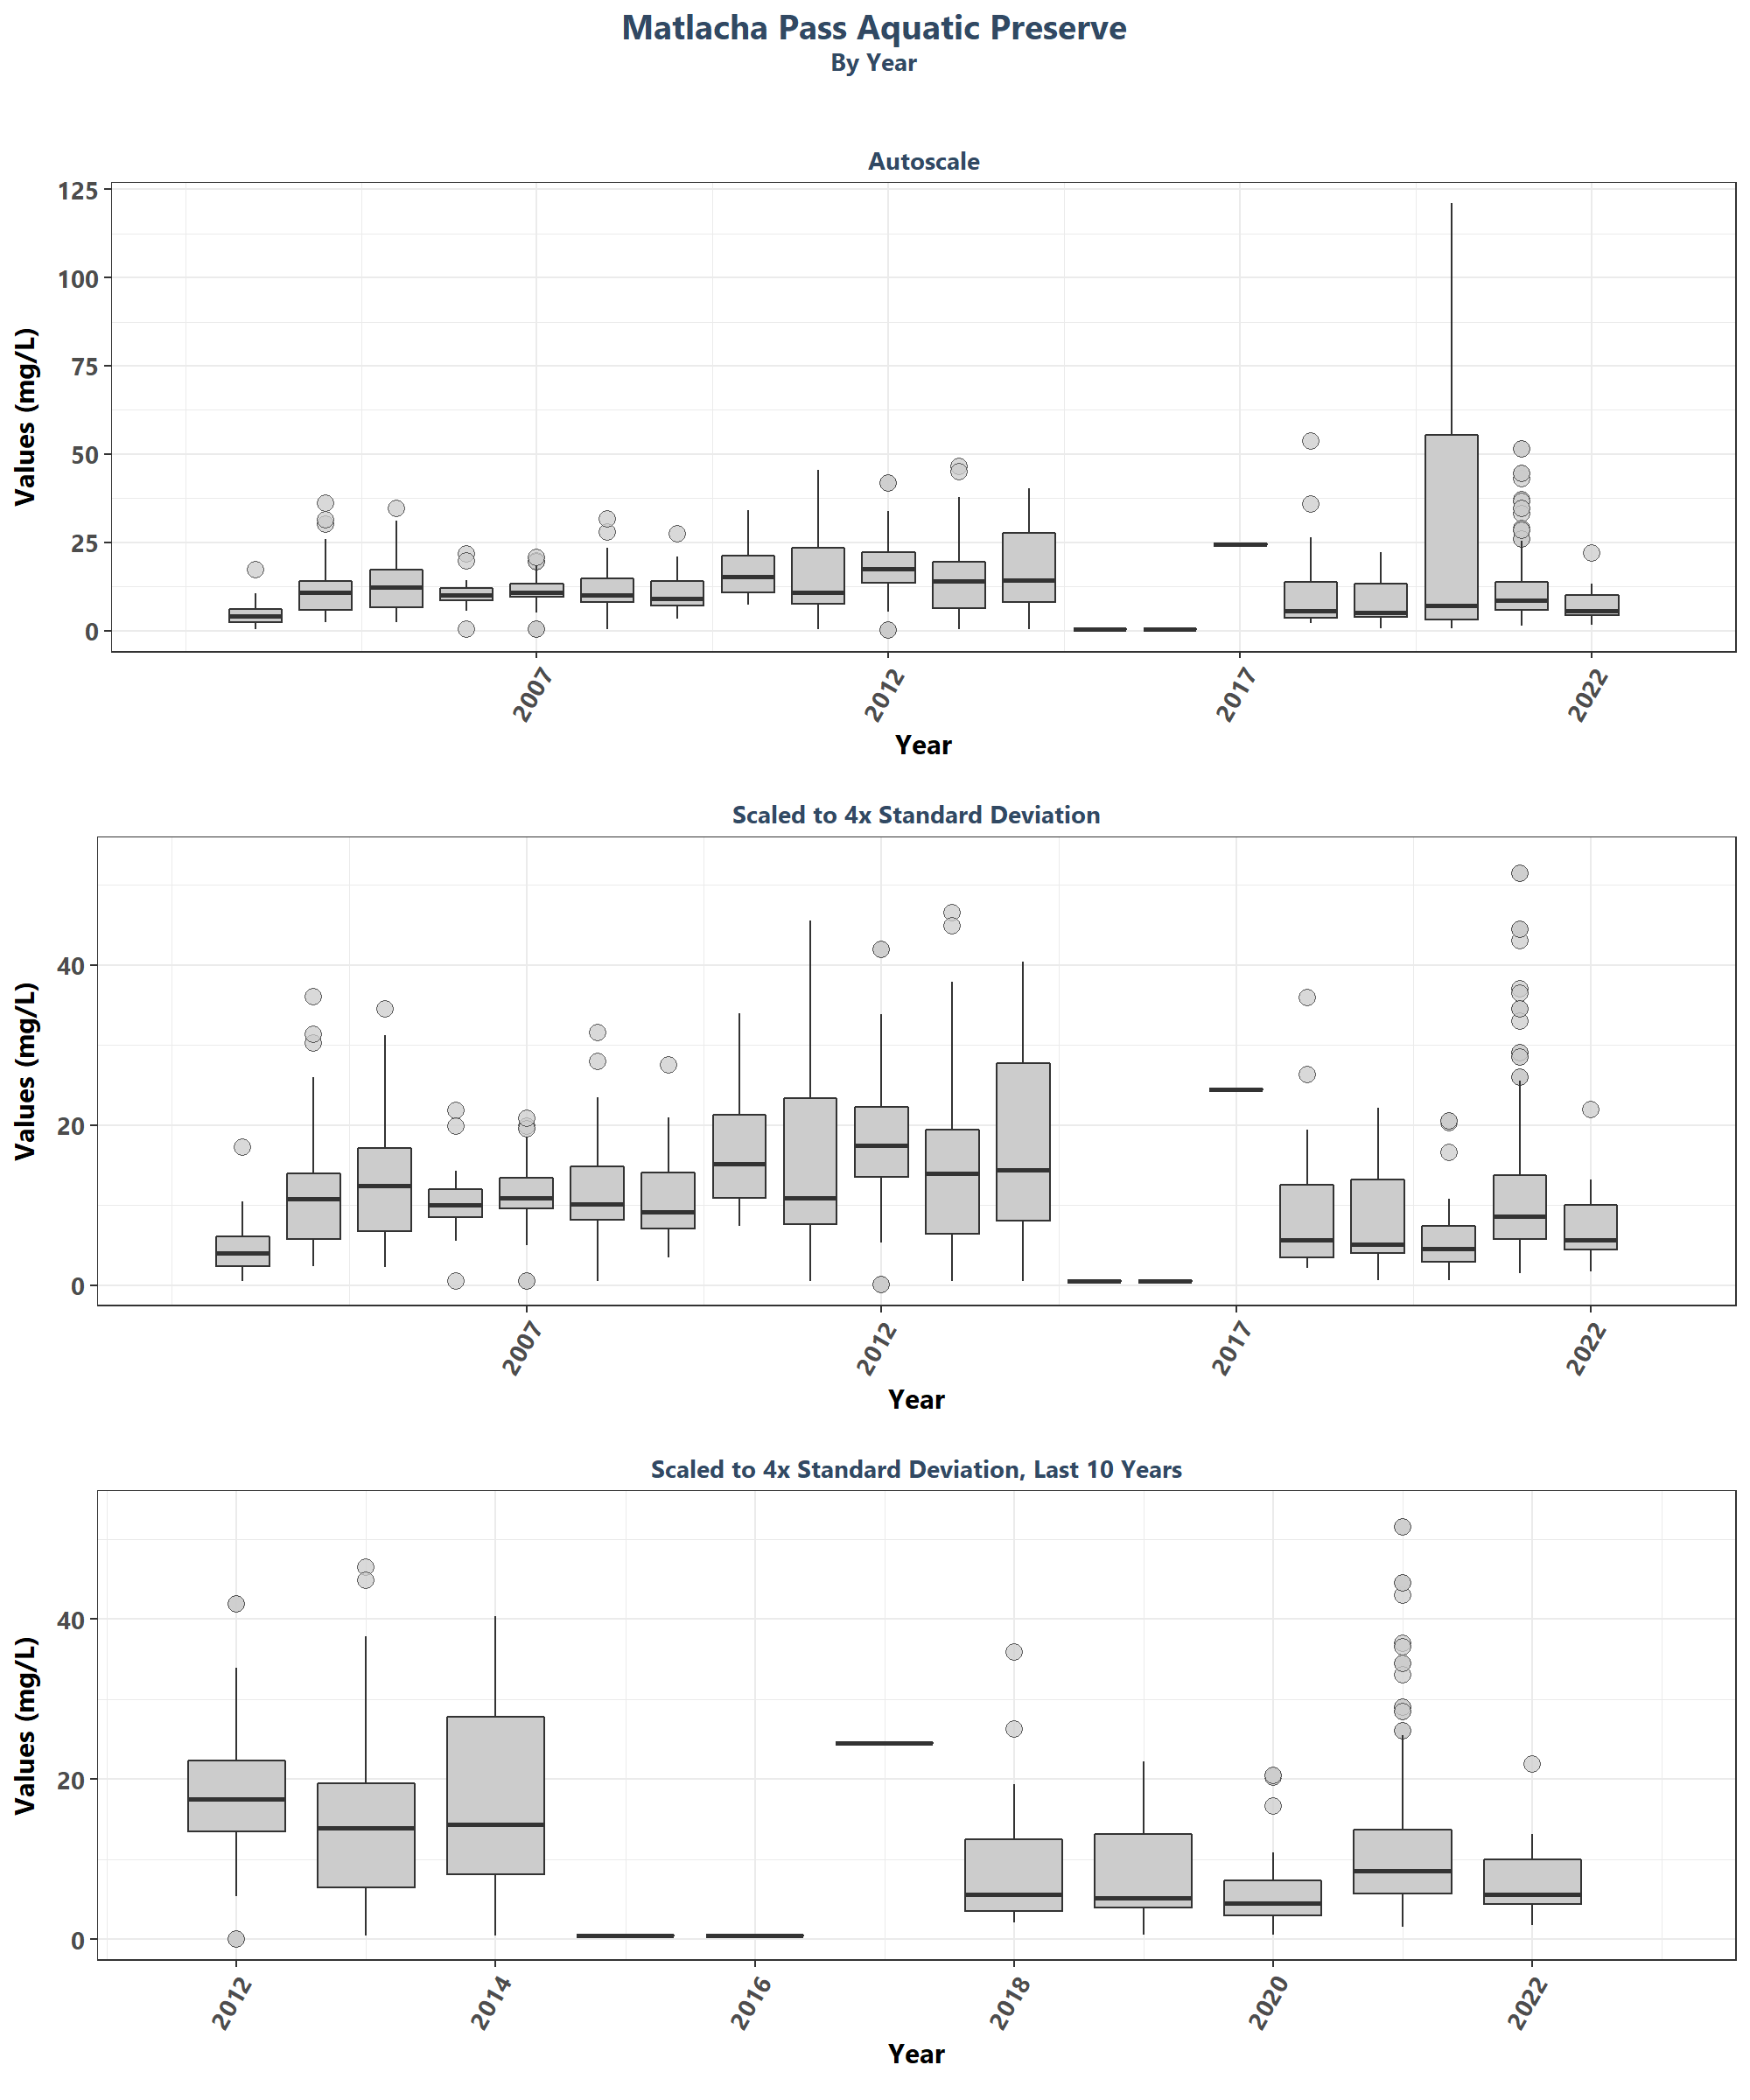 Matlacha Pass Aquatic Preserve
By Year
Autoscale
Values (mg/L)
125
100
75
50
25
0
2007
2012
2017
2022
Year
Scaled to 4x Standard Deviation
Values (mg/L)
40
20
0
2007
2012
2017
2022
Year
Scaled to 4x Standard Deviation, Last 10 Years
Values (mg/L)
40
20
0
2012
2014
2016
2018
2020
2022
Year